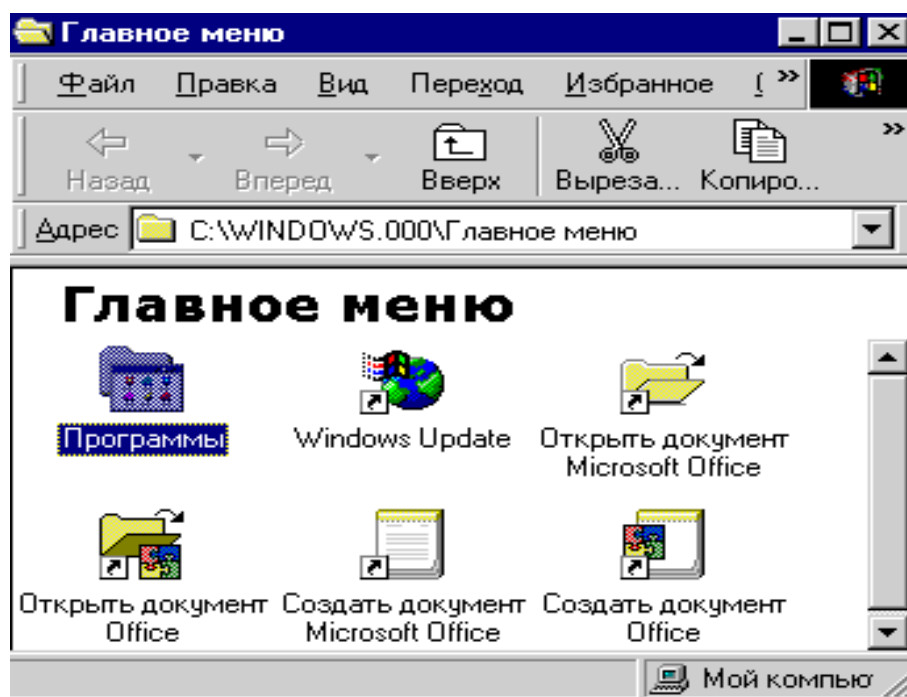 Главное меню
Файл Правка Вид Переход Избранное
Назад Вперед Вверх Выреза... Копиро...
Адрес C:\WINDOWS.000\Главное меню
Главное меню
Программы Windows Update Открыть документ
Microsoft Office
Открыть документ Создать документ Создать документ
Office Microsoft Office Office
Мой компью